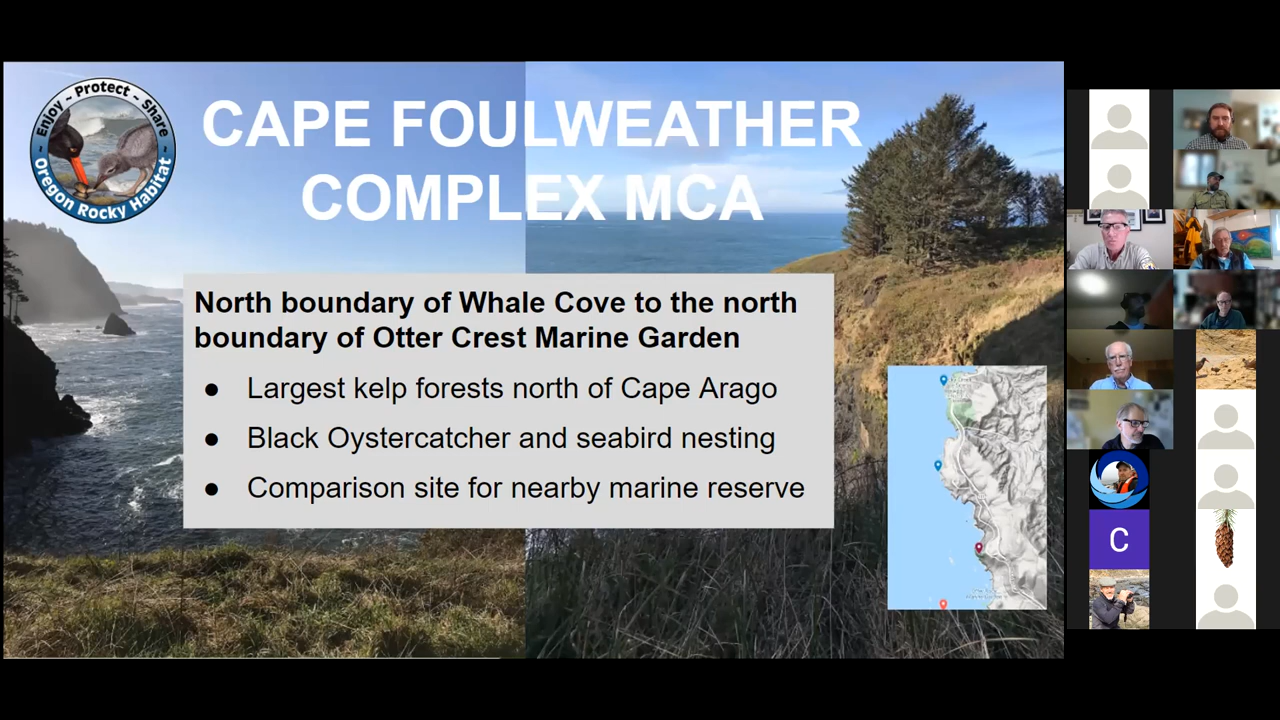 Enjoy ~ Protect ~ Share
~ Oregon Rocky Habitat ~
CAPE FOULWEATHER
COMPLEX MCA
North boundary of Whale Cove to the north
boundary of Otter Crest Marine Garden
● Largest kelp forests north of Cape Arago
● Black Oystercatcher and seabird nesting
● Comparison site for nearby marine reserve
C